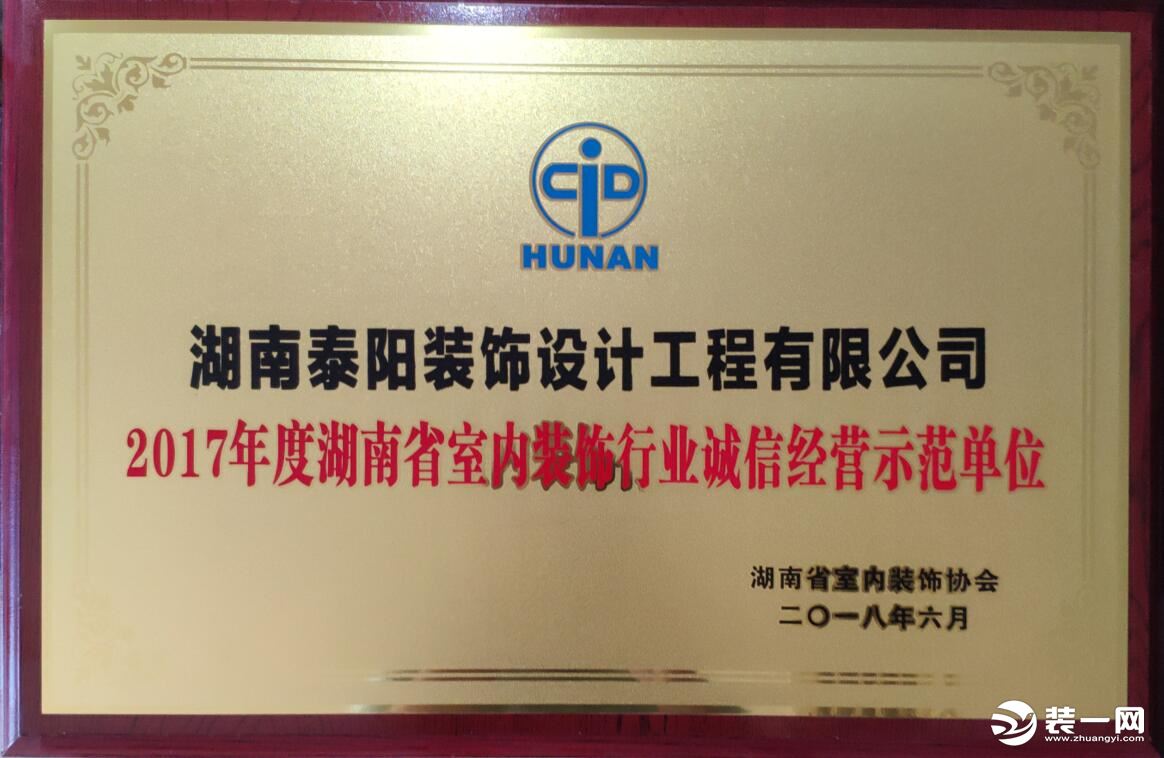 CID
HUNAN
湖南泰阳装饰设计工程有限公司
2017年度湖南省室内装饰行业诚信经营示范单位
湖南省室内装饰协会
二〇一八年六月
装一网
www.zhuangyi.com